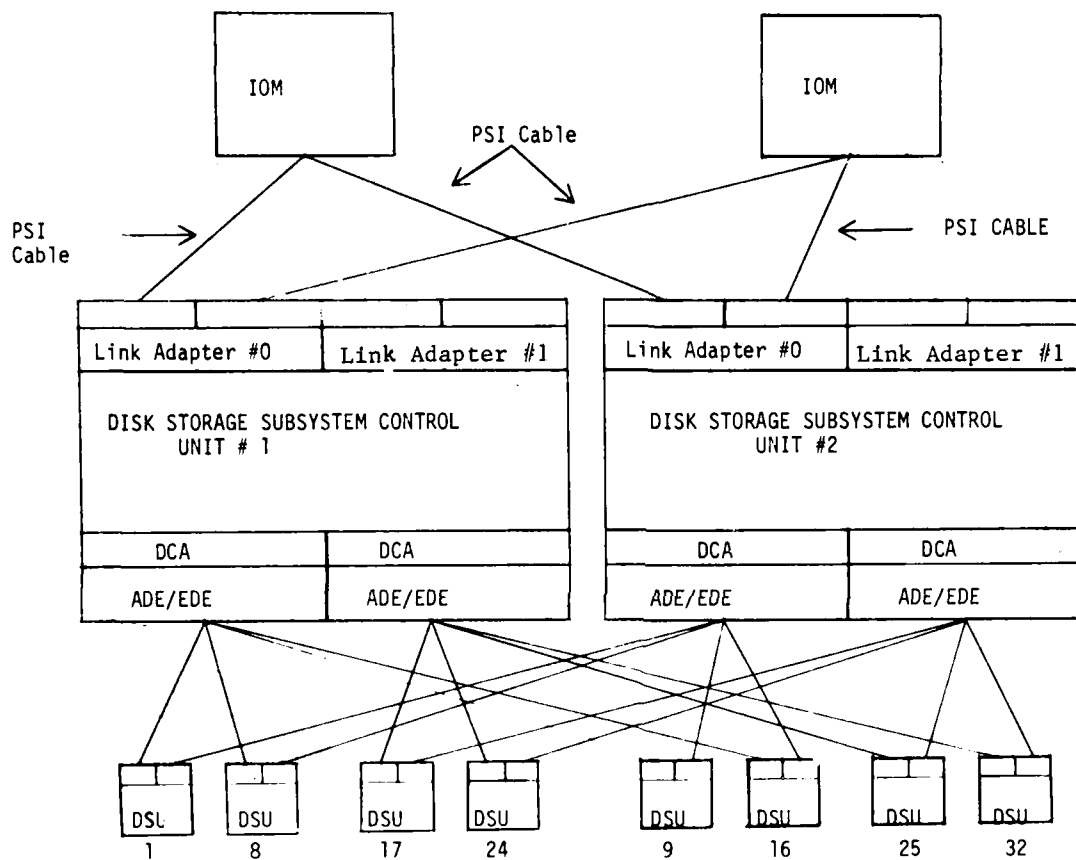 IOM
IOM
PSI Cable
PSI
Cable
PSI CABLE
Link Adapter #0
Link Adapter #1
Link Adapter #0
Link Adapter #1
DISK STORAGE SUBSYSTEM CONTROL
UNIT # 1
DISK STORAGE SUBSYSTEM CONTROL
UNIT #2
DCA
DCA
DCA
DCA
ADE/EDE
ADE/EDE
ADE/EDE
ADE/EDE
DSU
DSU
DSU
DSU
DSU
DSU
DSU
DSU
1
8
17
24
9
16
25
32